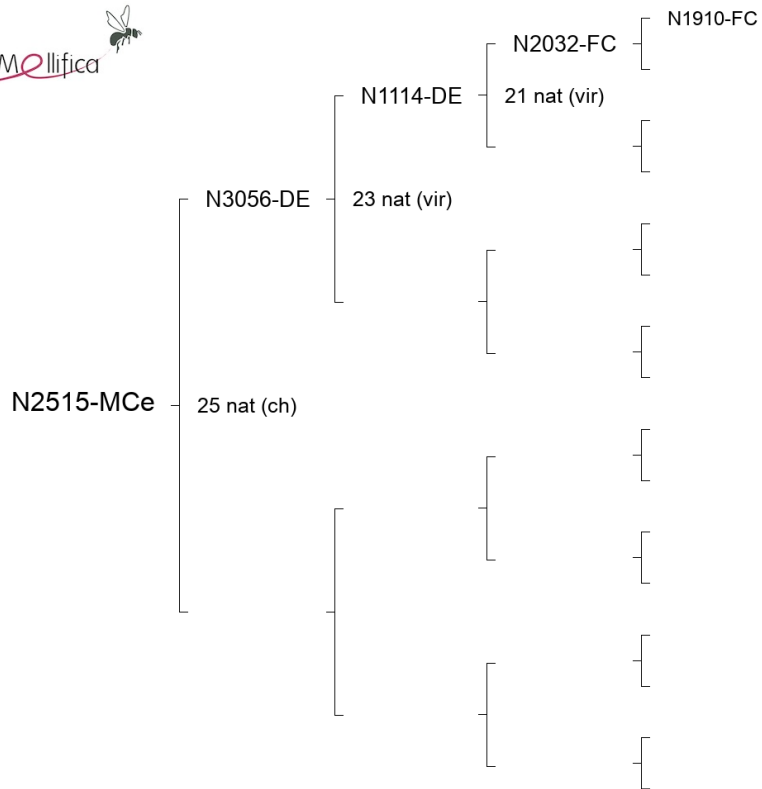 Mellifica
N1910-FC
N2032-FC
N1114-DE
21 nat (vir)
N3056-DE
23 nat (vir)
N2515-MCe
25 nat (ch)